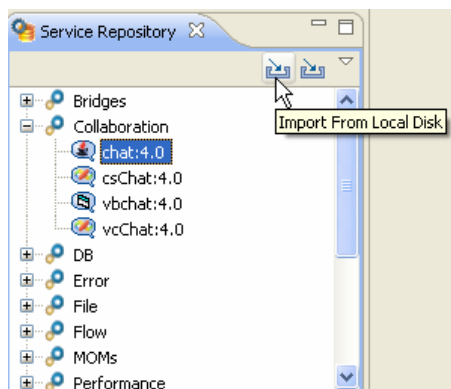 Service Repository
Bridges
Import From Local Disk
Collaboration
chat:4.0
csChat:4.0
vbchat:4.0
vcChat:4.0
DB
Error
File
Flow
MOMs
Performance